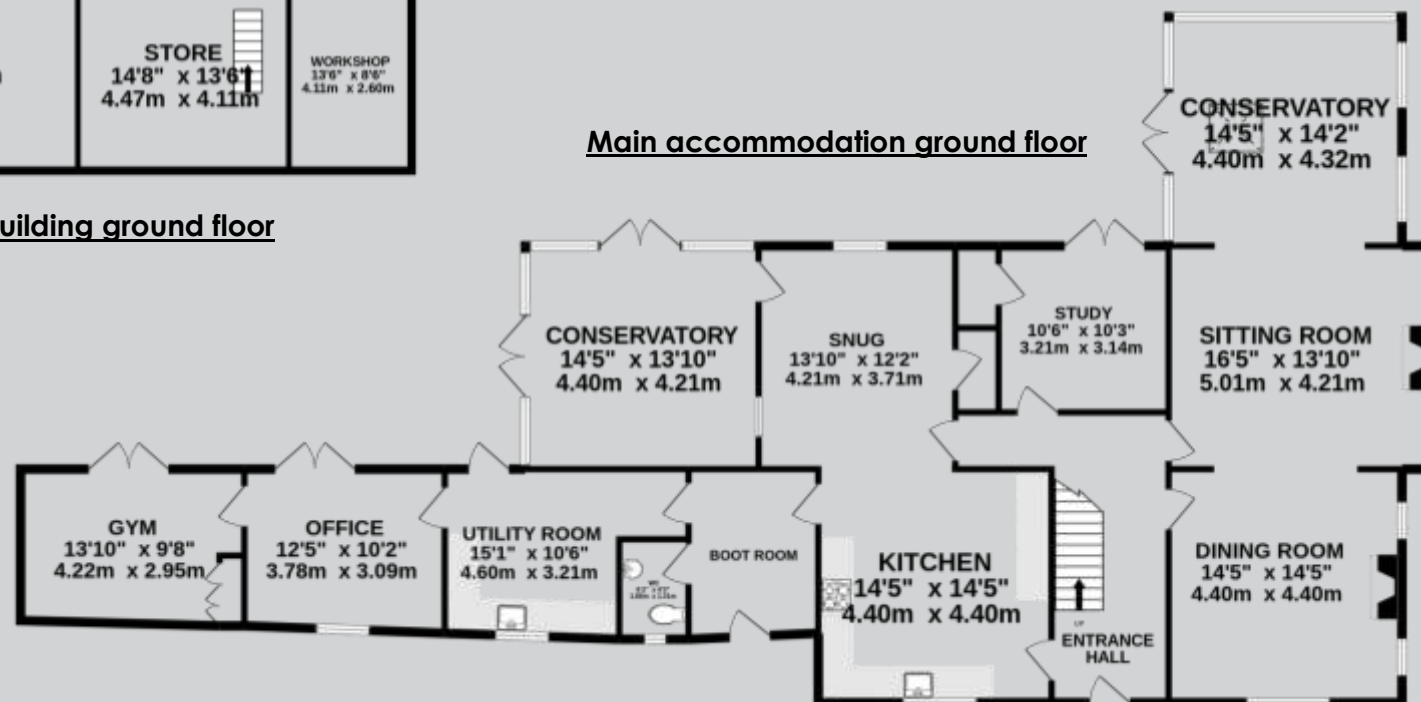 STORE
14'8" x 13'6"
4.47m x 4.11m
WORKSHOP
13'6" x 8'6"
4.11m x 2.60m
Main accommodation ground floor
uilding ground floor
CONSERVATORY
14'5" x 14'2"
4.40m x 4.32m
CONSERVATORY
14'5" x 13'10"
4.40m x 4.21m
SNUG
13'10" x 12'2"
4.21m x 3.71m
STUDY
10'6" x 10'3"
3.21m x 3.14m
SITTING ROOM
16'5" x 13'10"
5.01m x 4.21m
GYM
13'10" x 9'8"
4.22m x 2.95m
OFFICE
12'5" x 10'2"
3.78m x 3.09m
UTILITY ROOM
15'1" x 10'6"
4.60m x 3.21m
WC
BOOT ROOM
KITCHEN
14'5" x 14'5"
4.40m x 4.40m
UP
ENTRANCE
HALL
DINING ROOM
14'5" x 14'5"
4.40m x 4.40m